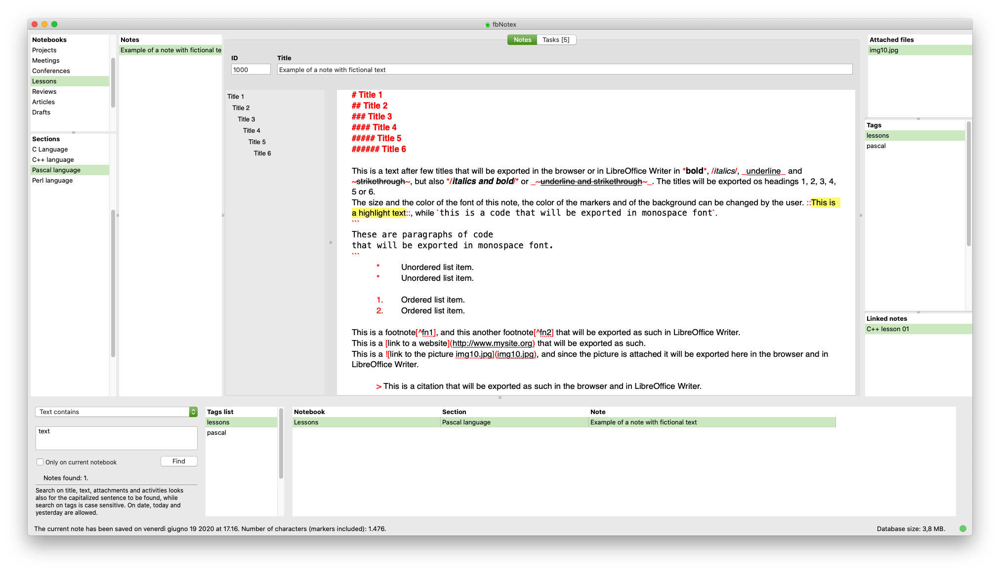 fbNotex
Notebooks
Projects
Meetings
Conferences
Lessons
Reviews
Articles
Drafts
Sections
C Language
C++ language
Pascal language
Perl language
Notes
Example of a note with fictional te
Notes
Tasks [5]
ID
Title
1000
Example of a note with fictional text
Title 1
Title 2
Title 3
Title 4
Title 5
Title 6
# Title 1
## Title 2
### Title 3
#### Title 4
##### Title 5
###### Title 6
This is a text after few titles that will be exported in the browser or in LibreOffice Writer in *bold*, /italics/, _underline_ and
~strikethrough~, but also */italics and bold/* or _~underline and strikethrough~_. The titles will be exported os headings 1, 2, 3, 4,
5 or 6.
The size and the color of the font of this note, the color of the markers and of the background can be changed by the user. ::This is
a highlight text::, while `this is a code that will be exported in monospace font`.
```
These are paragraphs of code
that will be exported in monospace font.
```
* Unordered list item.
* Unordered list item.
1. Ordered list item.
2. Ordered list item.
This is a footnote[^fn1], and this another footnote[^fn2] that will be exported as such in LibreOffice Writer.
This is a [link to a website](http://www.mysite.org) that will be exported as such.
This is a ![link to the picture img10.jpg](img10.jpg), and since the picture is attached it will be exported here in the browser and in
LibreOffice Writer.
> This is a citation that will be exported as such in the browser and in LibreOffice Writer.
Attached files
img10.jpg
Tags
lessons
pascal
Linked notes
C++ lesson 01
Text contains
text
Only on current notebook
Find
Notes found: 1.
Search on title, text, attachments and activities looks
also for the capitalized sentence to be found, while
search on tags is case sensitive. On date, today and
yesterday are allowed.
Tags list
lessons
pascal
Notebook Section Note
Lessons Pascal language Example of a note with fictional text
The current note has been saved on venerdì giugno 19 2020 at 17.16. Number of characters (markers included): 1.476.
Database size: 3,8 MB.